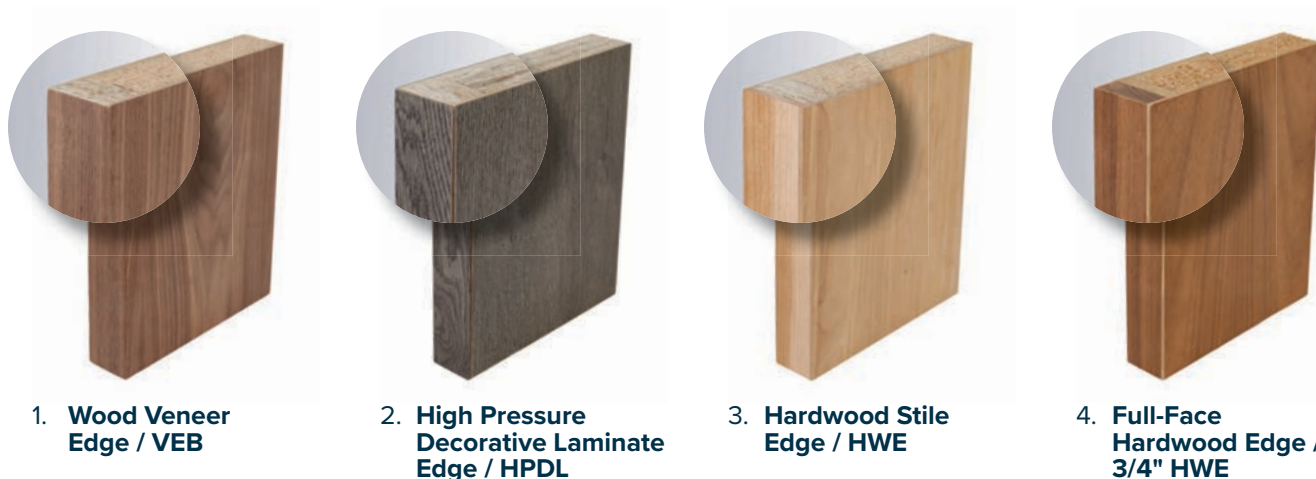 1. Wood Veneer
Edge / VEB
2. High Pressure
Decorative Laminate
Edge / HPDL
3. Hardwood Stile
Edge / HWE
4. Full-Face
Hardwood Edge /
3/4" HWE